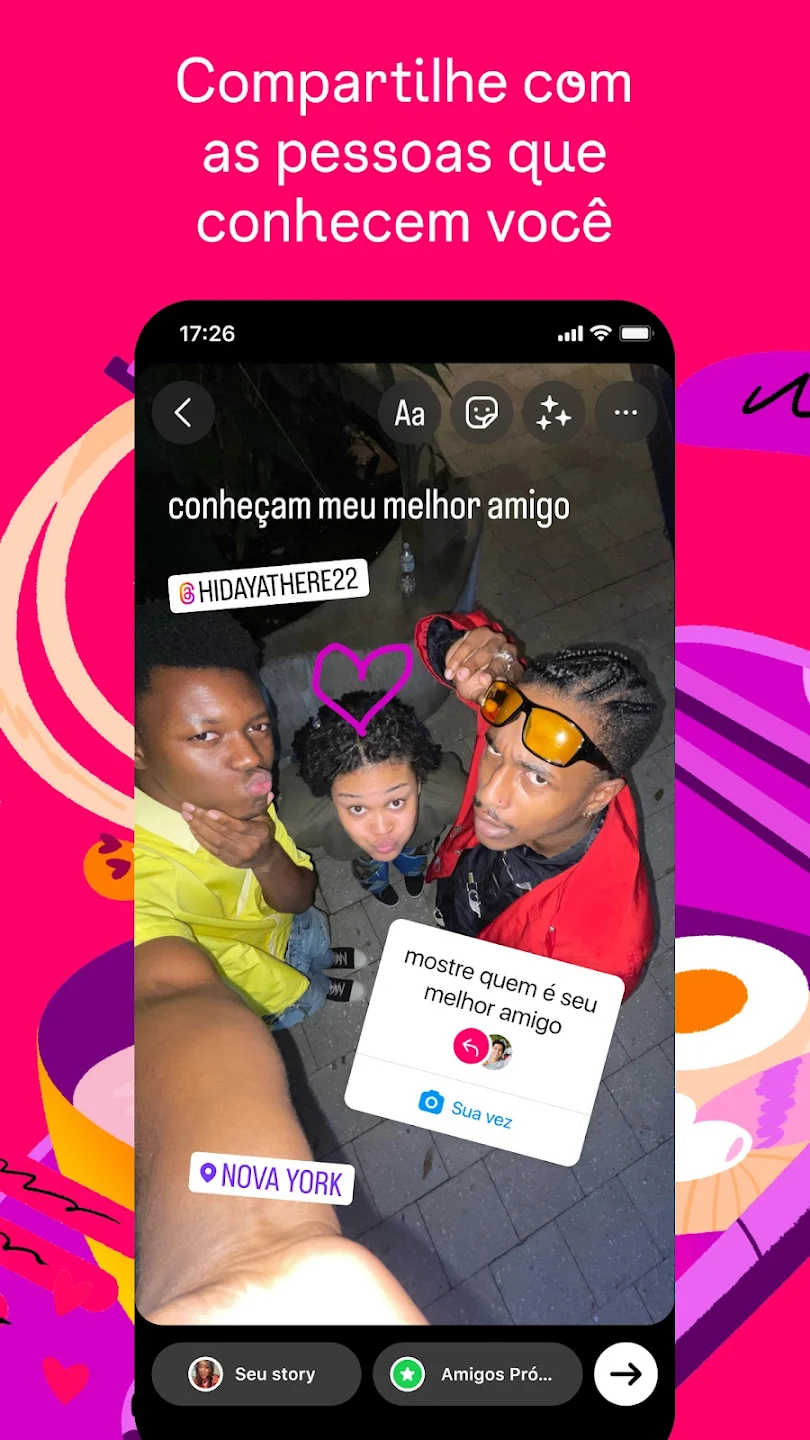 Compartilhe com
as pessoas que
conhecem você
17:26
Aa
conheçam meu melhor amigo
HIDAYATHERE22
mostre quem é seu
melhor amigo
Sua vez
NOVA YORK
Seu story
Amigos Pró...